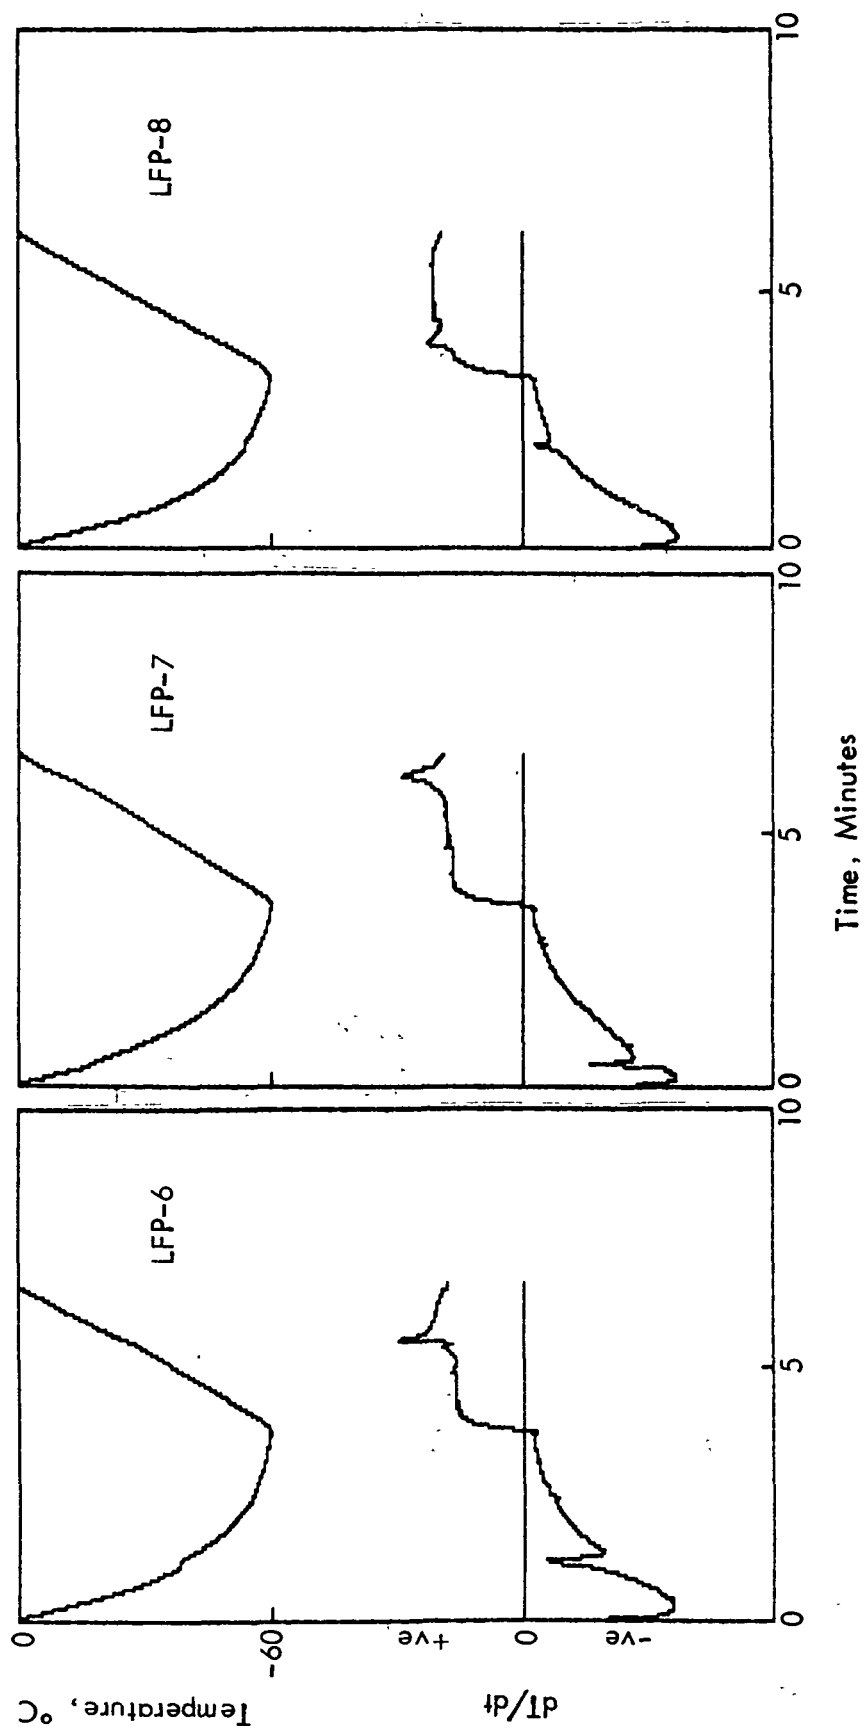 Temperature, °C
0
-60
dT/dt
+ve
0
-ve
LFP-6
LFP-7
LFP-8
0 5 10
0 5 10
0 5 10
Time, Minutes